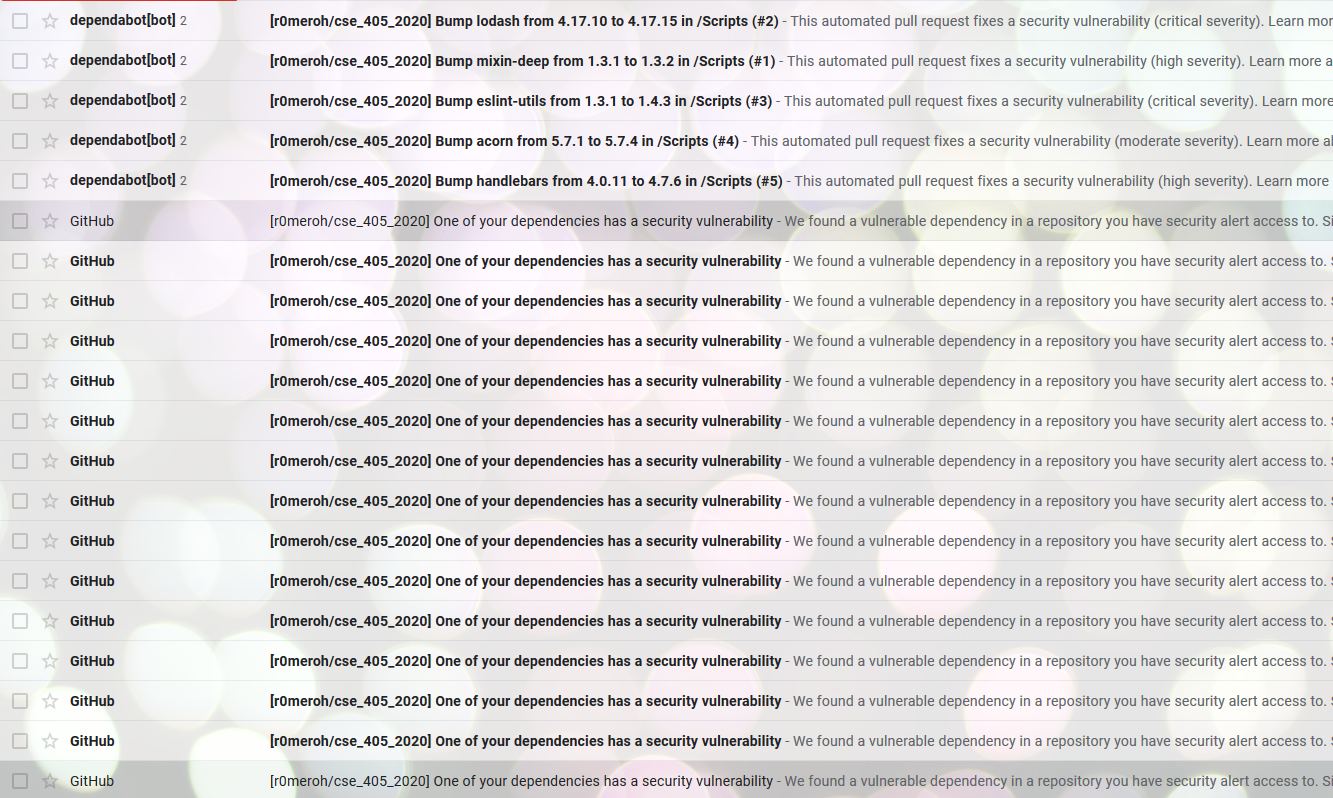 dependabot[bot] 2 [r0meroh/cse_405_2020] Bump lodash from 4.17.10 to 4.17.15 in /Scripts (#2) - This automated pull request fixes a security vulnerability (critical severity). Learn mor
dependabot[bot] 2 [r0meroh/cse_405_2020] Bump mixin-deep from 1.3.1 to 1.3.2 in /Scripts (#1) - This automated pull request fixes a security vulnerability (high severity). Learn more a
dependabot[bot] 2 [r0meroh/cse_405_2020] Bump eslint-utils from 1.3.1 to 1.4.3 in /Scripts (#3) - This automated pull request fixes a security vulnerability (critical severity). Learn more
dependabot[bot] 2 [r0meroh/cse_405_2020] Bump acorn from 5.7.1 to 5.7.4 in /Scripts (#4) - This automated pull request fixes a security vulnerability (moderate severity). Learn more al
dependabot[bot] 2 [r0meroh/cse_405_2020] Bump handlebars from 4.0.11 to 4.7.6 in /Scripts (#5) - This automated pull request fixes a security vulnerability (high severity). Learn more
GitHub [r0meroh/cse_405_2020] One of your dependencies has a security vulnerability - We found a vulnerable dependency in a repository you have security alert access to. Si
GitHub [r0meroh/cse_405_2020] One of your dependencies has a security vulnerability - We found a vulnerable dependency in a repository you have security alert access to. S
GitHub [r0meroh/cse_405_2020] One of your dependencies has a security vulnerability - We found a vulnerable dependency in a repository you have security alert access to. S
GitHub [r0meroh/cse_405_2020] One of your dependencies has a security vulnerability - We found a vulnerable dependency in a repository you have security alert access to. S
GitHub [r0meroh/cse_405_2020] One of your dependencies has a security vulnerability - We found a vulnerable dependency in a repository you have security alert access to. S
GitHub [r0meroh/cse_405_2020] One of your dependencies has a security vulnerability - We found a vulnerable dependency in a repository you have security alert access to. S
GitHub [r0meroh/cse_405_2020] One of your dependencies has a security vulnerability - We found a vulnerable dependency in a repository you have security alert access to. S
GitHub [r0meroh/cse_405_2020] One of your dependencies has a security vulnerability - We found a vulnerable dependency in a repository you have security alert access to. S
GitHub [r0meroh/cse_405_2020] One of your dependencies has a security vulnerability - We found a vulnerable dependency in a repository you have security alert access to. S
GitHub [r0meroh/cse_405_2020] One of your dependencies has a security vulnerability - We found a vulnerable dependency in a repository you have security alert access to. S
GitHub [r0meroh/cse_405_2020] One of your dependencies has a security vulnerability - We found a vulnerable dependency in a repository you have security alert access to. S
GitHub [r0meroh/cse_405_2020] One of your dependencies has a security vulnerability - We found a vulnerable dependency in a repository you have security alert access to. S
GitHub [r0meroh/cse_405_2020] One of your dependencies has a security vulnerability - We found a vulnerable dependency in a repository you have security alert access to. S
GitHub [r0meroh/cse_405_2020] One of your dependencies has a security vulnerability - We found a vulnerable dependency in a repository you have security alert access to. S
GitHub [r0meroh/cse_405_2020] One of your dependencies has a security vulnerability - We found a vulnerable dependency in a repository you have security alert access to. Si